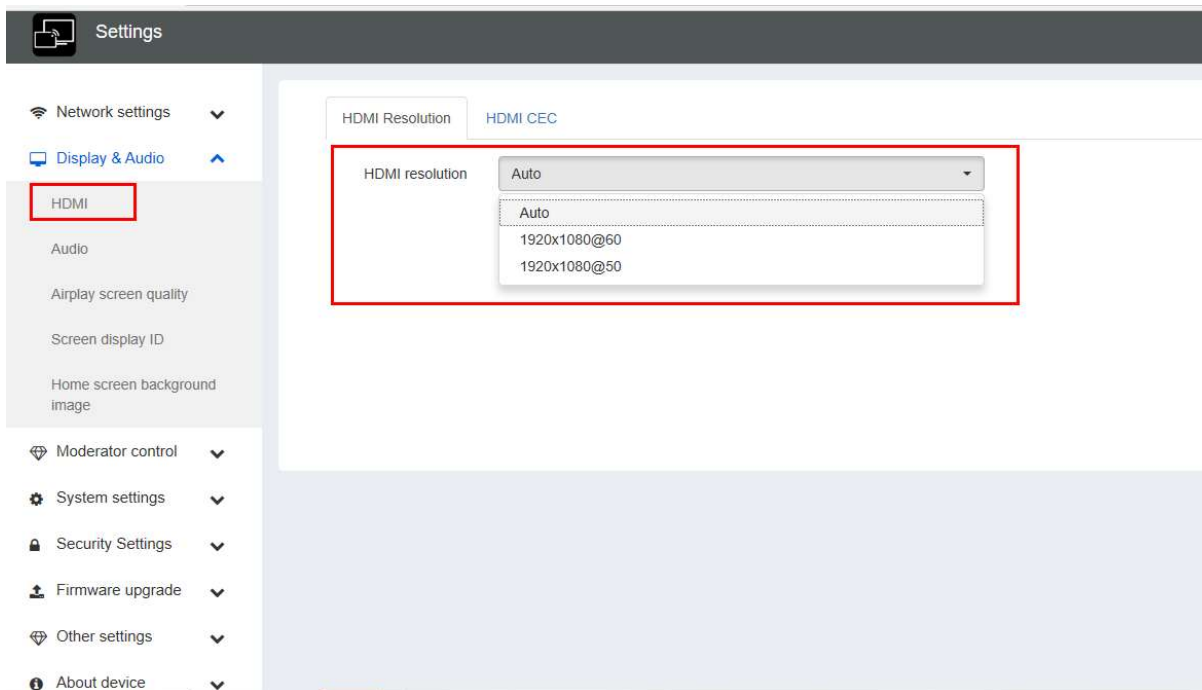 Settings
Network settings
Display & Audio
HDMI
Audio
Airplay screen quality
Screen display ID
Home screen background
image
Moderator control
System settings
Security Settings
Firmware upgrade
Other settings
About device
HDMI Resolution HDMI CEC
HDMI resolution Auto
Auto
1920x1080@60
1920x1080@50